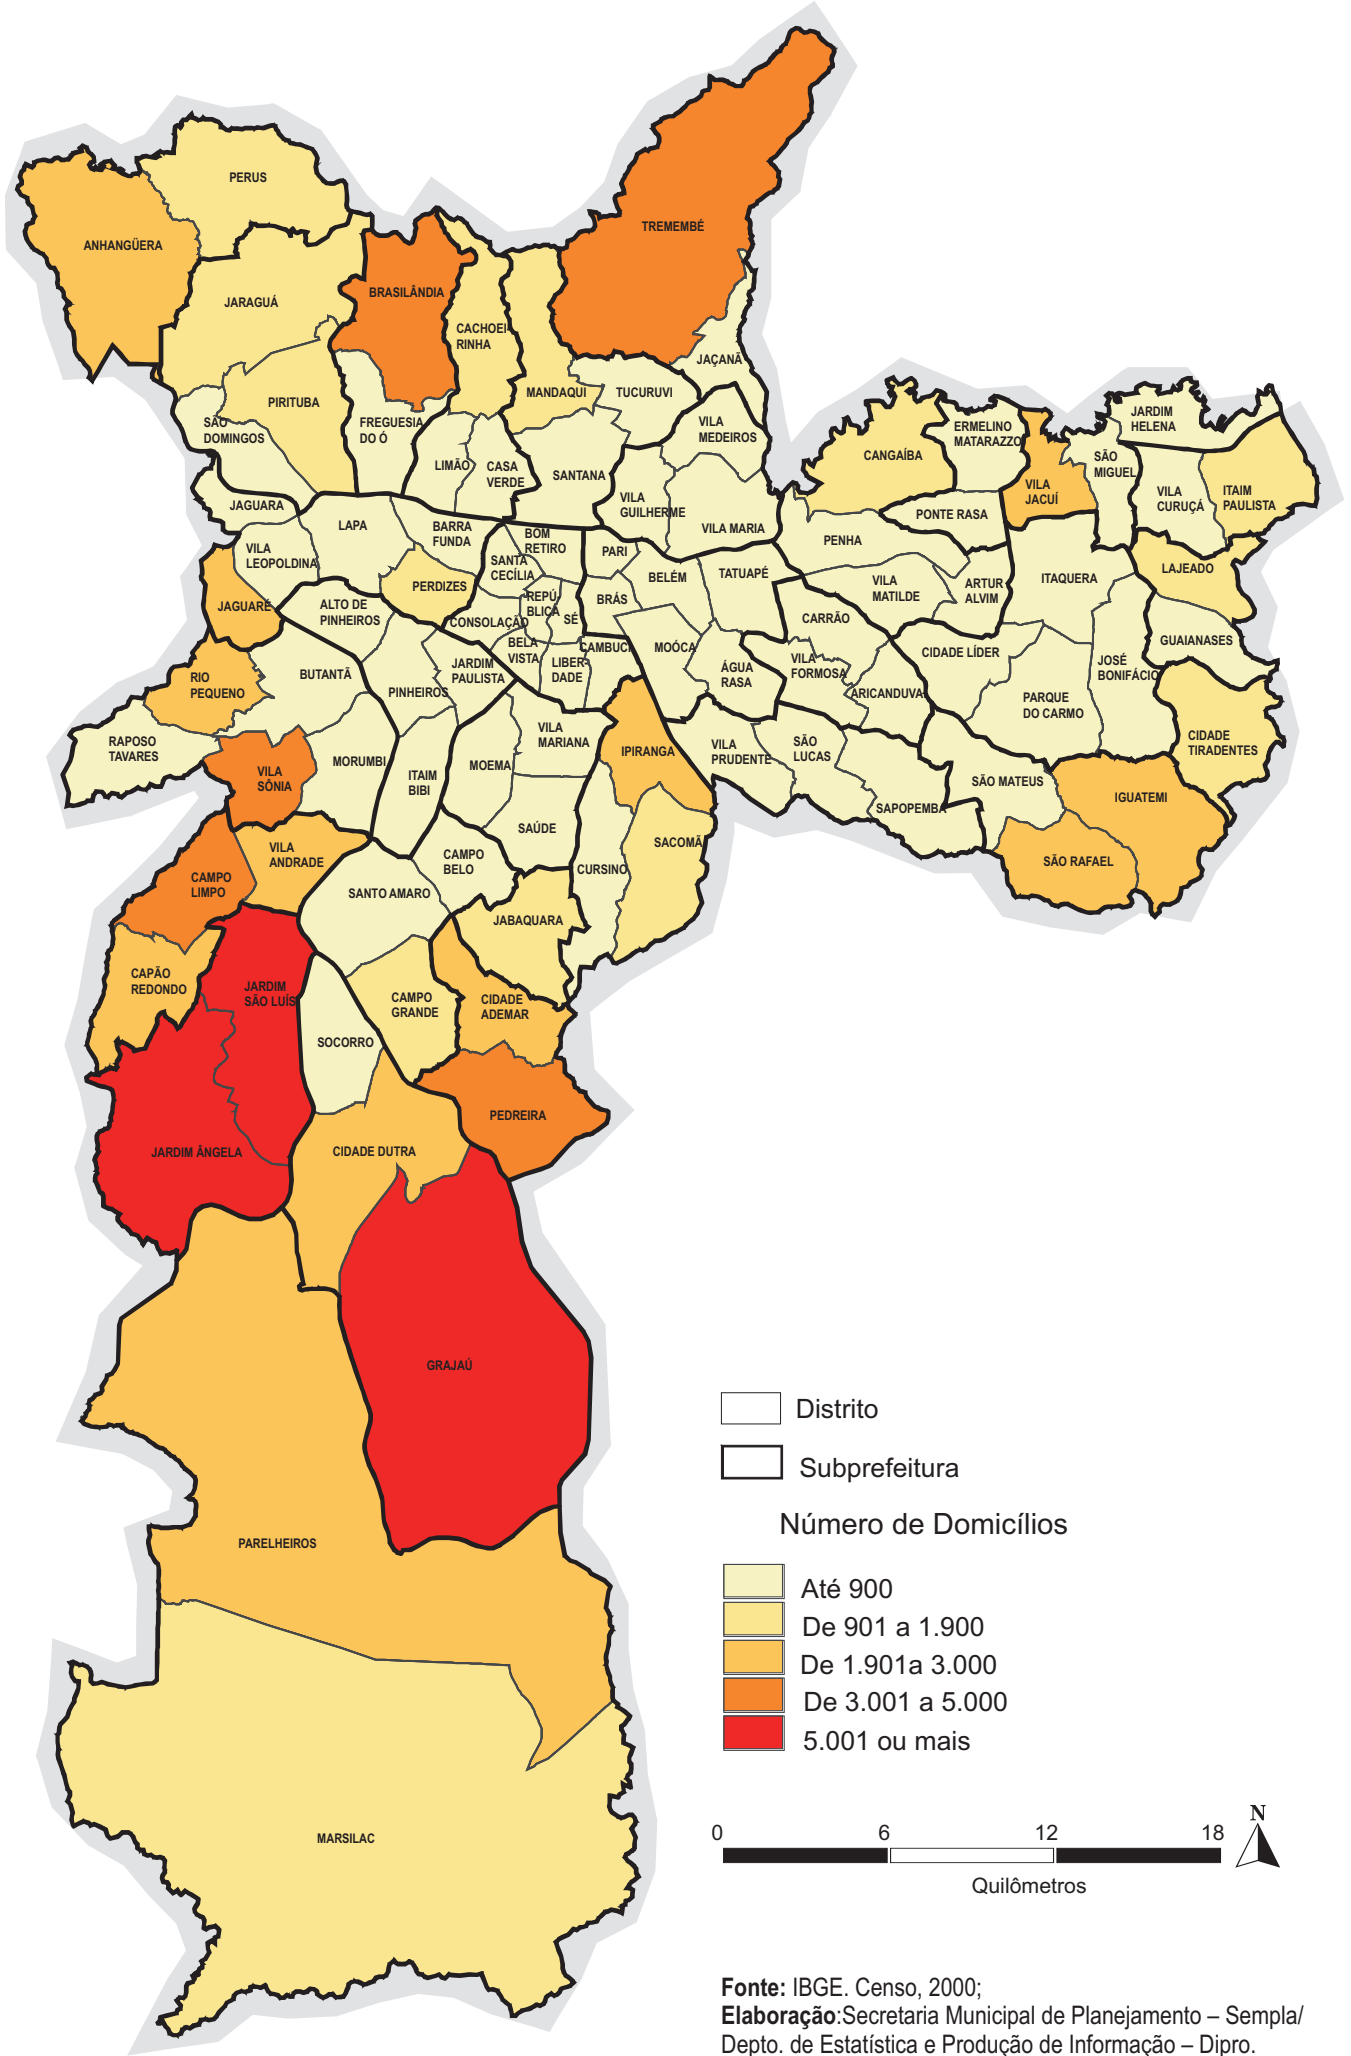 PERUS
ANHANGÜERA
TREMEMBÉ
JARAGUÁ
BRASILÂNDIA
CACHOEI-
RINHA
JAÇANÃ
MANDAQUI
TUCURUVI
PIRITUBA
SÃO
DOMINGOS
FREGUESIA
DO Ó
VILA
MEDEIROS
LIMÃO
CASA
VERDE
SANTANA
CANGAÍBA
ERMELINO
MATARAZZO
JARDIM
HELENA
SÃO
MIGUEL
VILA
JACUÍ
VILA
CURUÇÁ
ITAIM
PAULISTA
JAGUARA
VILA
GUILHERME
VILA MARIA
PONTE RASA
LAPA
BARRA
FUNDA
BOM
RETIRO
PARI
PENHA
VILA
LEOPOLDINA
SANTA
CECÍLIA
BELÉM
TATUAPÉ
ITAQUERA
LAJEADO
PERDIZES
VILA
MATILDE
ARTUR
ALVIM
JAGUARÉ
ALTO DE
PINHEIROS
REPÚ-
BLICA
SÉ
BRÁS
CONSOLAÇÃO
CARRÃO
BELA
VISTA
CAMBUCI
MOÓCA
GUAIANASES
RIO
PEQUENO
BUTANTÃ
PINHEIROS
JARDIM
PAULISTA
LIBER-
DADE
ÁGUA
RASA
VILA
FORMOSA
CIDADE LÍDER
JOSÉ
BONIFÁCIO
ARICANDUVA
PARQUE
DO CARMO
RAPOSO
TAVARES
VILA
SÔNIA
MORUMBI
ITAIM
BIBI
MOEMA
VILA
MARIANA
IPIRANGA
VILA
PRUDENTE
SÃO
LUCAS
CIDADE
TIRADENTES
SÃO MATEUS
IGUATEMI
SAPOPEMBA
SAÚDE
SACOMÃ
VILA
ANDRADE
CAMPO
BELO
CURSINO
SÃO RAFAEL
CAMPO
LIMPO
SANTO AMARO
JABAQUARA
CAPÃO
REDONDO
JARDIM
SÃO LUÍS
CAMPO
GRANDE
CIDADE
ADEMAR
SOCORRO
PEDREIRA
JARDIM ÂNGELA
CIDADE DUTRA
GRAJAÚ
PARELHEIROS
MARSILAC
Distrito
Subprefeitura
Número de Domicílios
Até 900
De 901 a 1.900
De 1.901a 3.000
De 3.001 a 5.000
5.001 ou mais
N
0 6 12 18
Quilômetros
Fonte: IBGE. Censo, 2000;
Elaboração:Secretaria Municipal de Planejamento – Sempla/
Depto. de Estatística e Produção de Informação – Dipro.